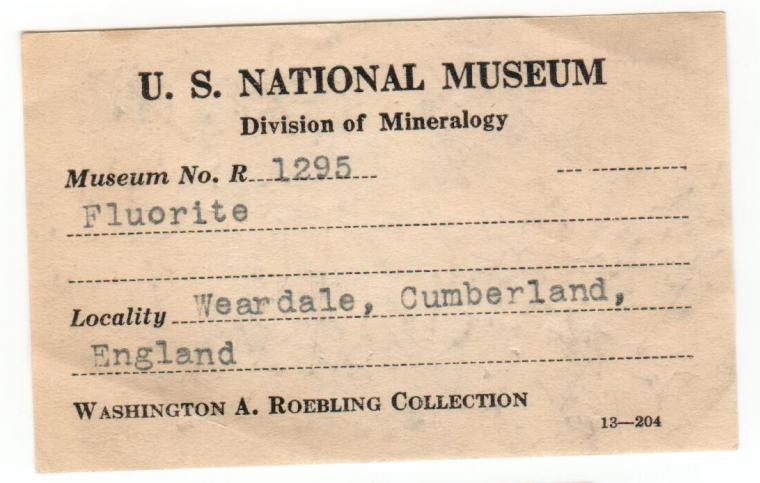 U. S. NATIONAL MUSEUM
Division of Mineralogy
Museum No. R 1295
Fluorite
Locality Weardale, Cumberland,
England
WASHINGTON A. ROEBLING COLLECTION
13—204